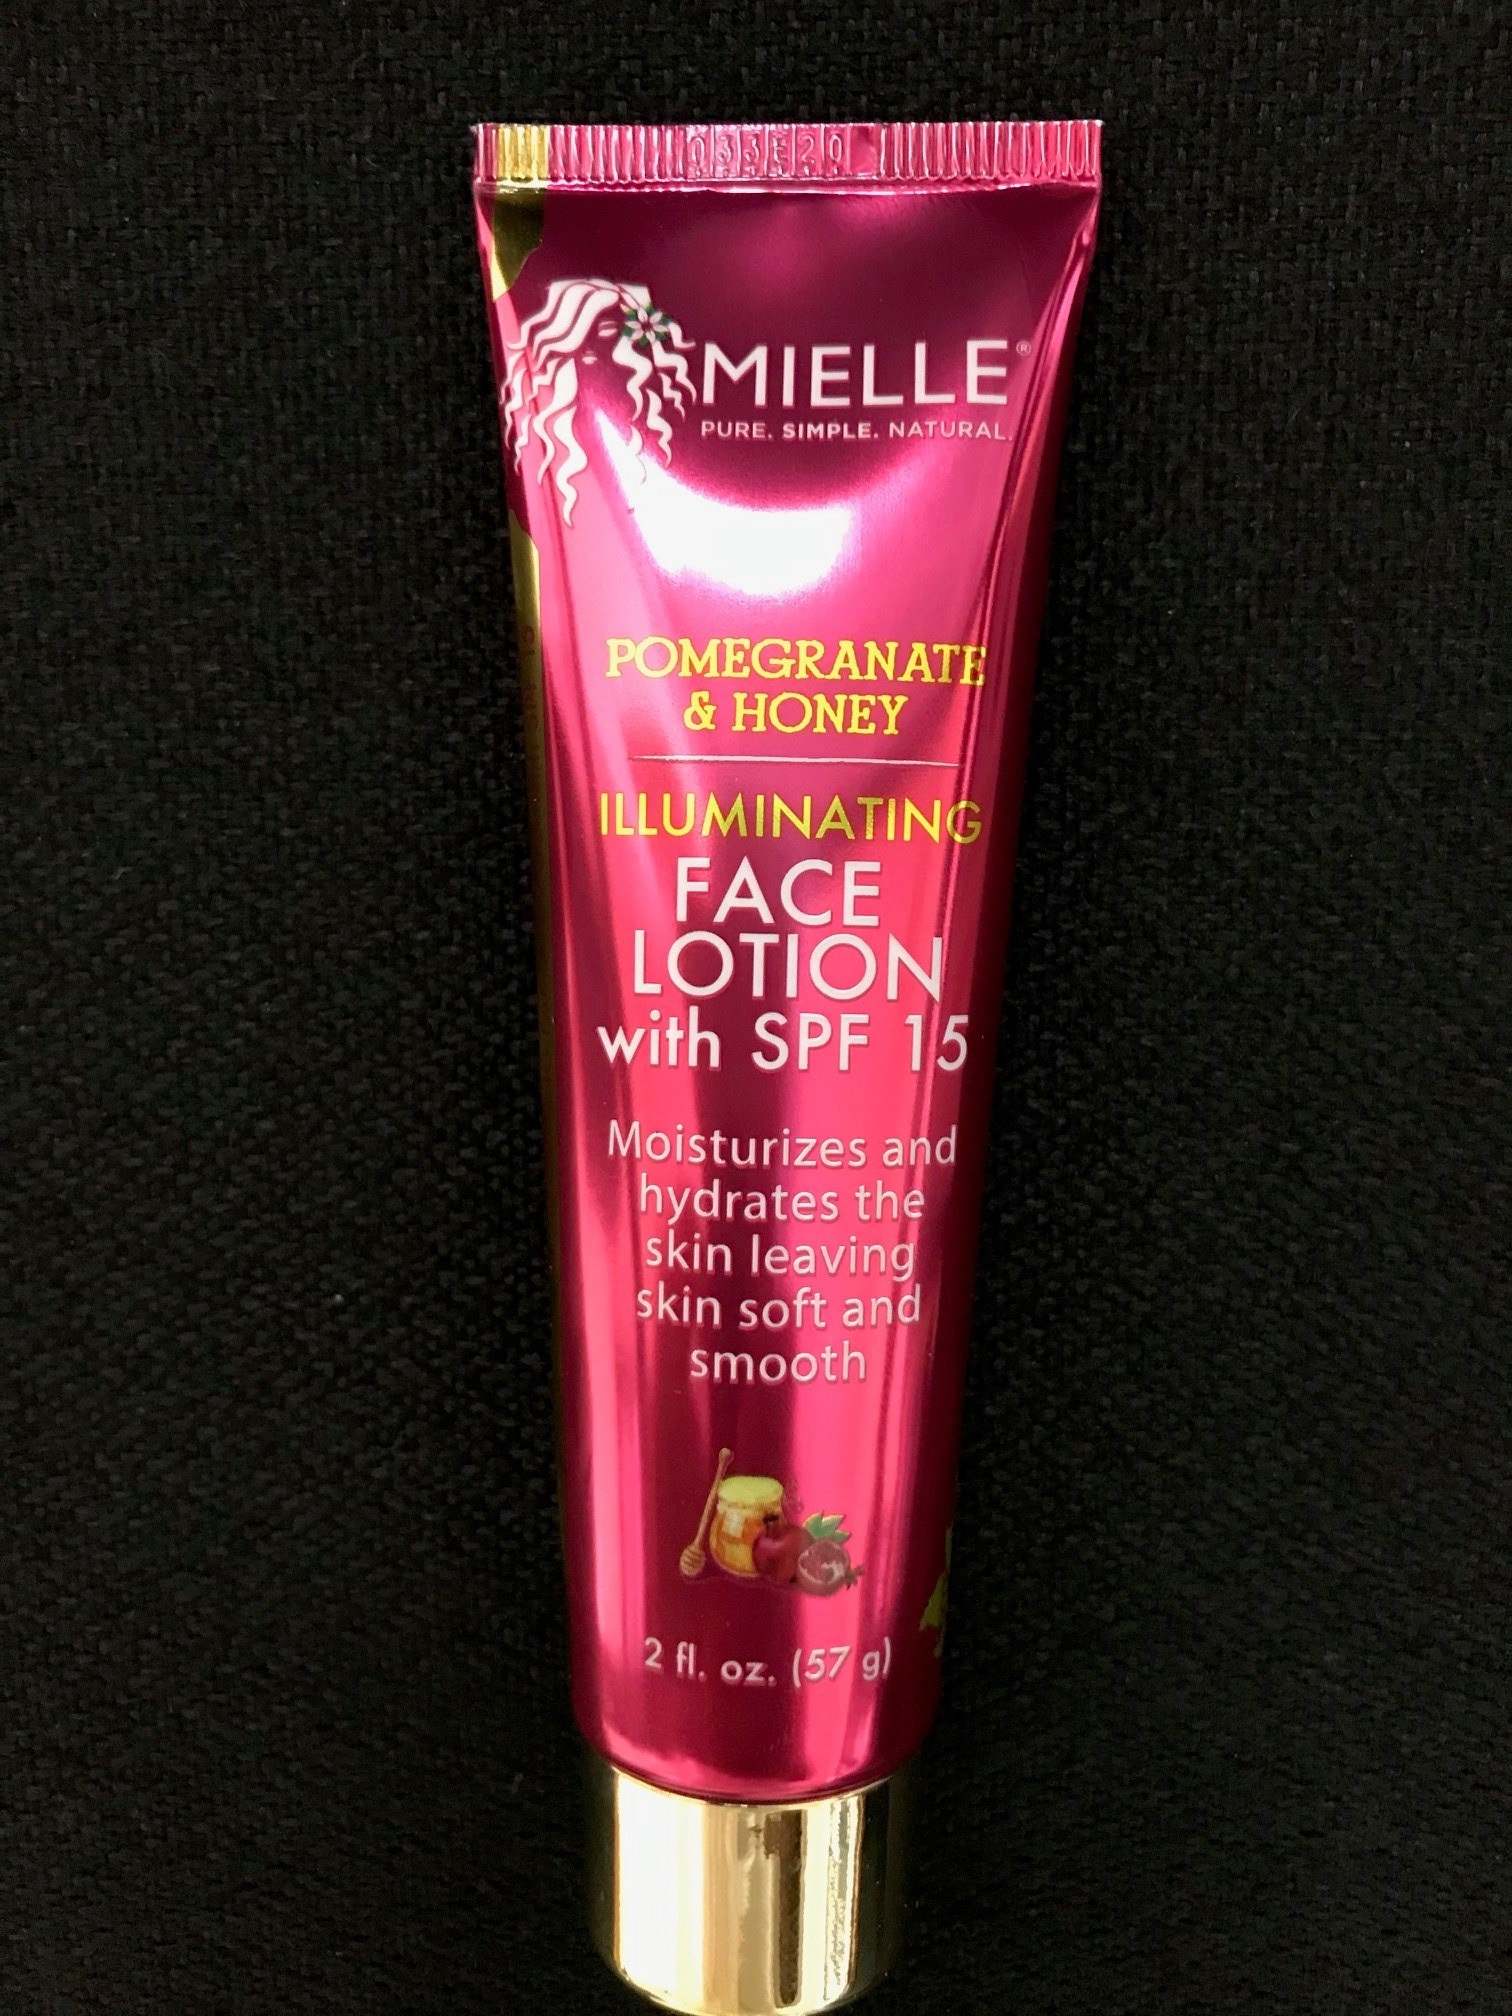 033E20
MIELLE®
PURE. SIMPLE. NATURAL.
POMEGRANATE
& HONEY
ILLUMINATING
FACE
LOTION
with SPF 15
Moisturizes and
hydrates the
skin leaving
skin soft and
smooth
2 fl. oz. (57 g)